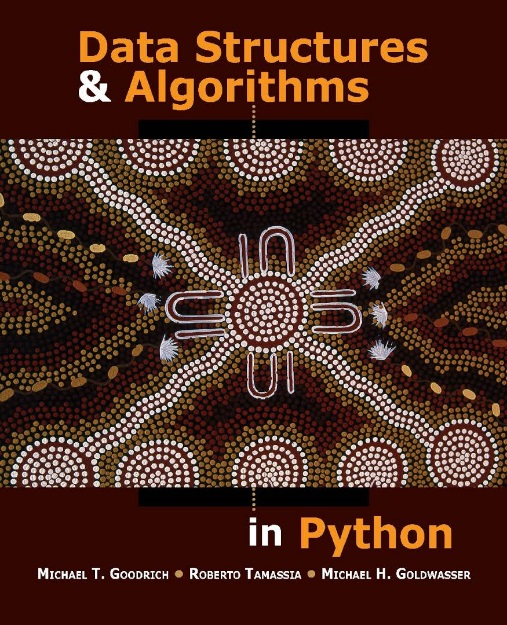 Data Structures
& Algorithms
in Python
MICHAEL T. GOODRICH • ROBERTO TAMASSIA • MICHAEL H. GOLDWASSER